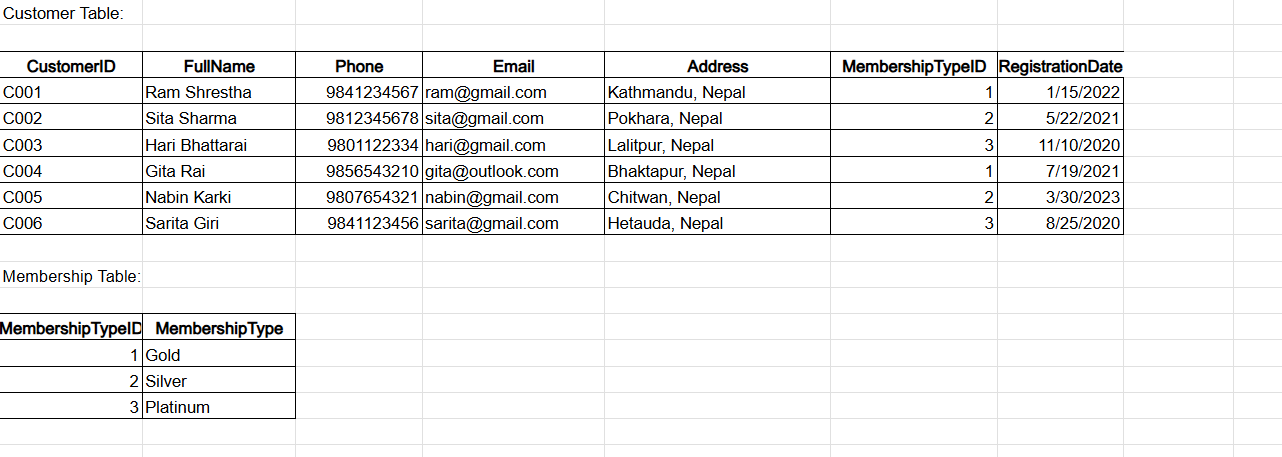 Customer Table:
CustomerID FullName Phone Email Address MembershipTypeID RegistrationDate
C001 Ram Shrestha 9841234567 ram@gmail.com Kathmandu, Nepal 1 1/15/2022
C002 Sita Sharma 9812345678 sita@gmail.com Pokhara, Nepal 2 5/22/2021
C003 Hari Bhattarai 9801122334 hari@gmail.com Lalitpur, Nepal 3 11/10/2020
C004 Gita Rai 9856543210 gita@outlook.com Bhaktapur, Nepal 1 7/19/2021
C005 Nabin Karki 9807654321 nabin@gmail.com Chitwan, Nepal 2 3/30/2023
C006 Sarita Giri 9841123456 sarita@gmail.com Hetauda, Nepal 3 8/25/2020
Membership Table:
MembershipTypeID MembershipType
1 Gold
2 Silver
3 Platinum